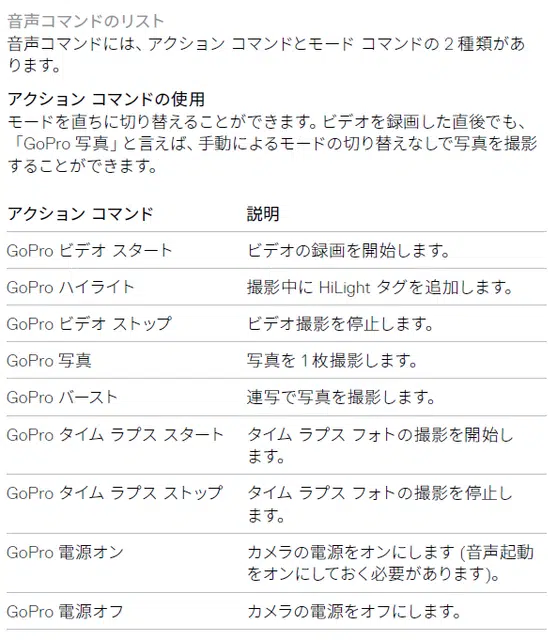 音声コマンドのリスト
音声コマンドには、アクション コマンドとモード コマンドの 2 種類があ
ります。
アクション コマンドの使用
モードを直ちに切り替えることができます。ビデオを録画した直後でも、
「GoPro 写真」と言えば、手動によるモードの切り替えなしで写真を撮影
することができます。
アクション コマンド 説明
GoPro ビデオ スタート ビデオの録画を開始します。
GoPro ハイライト 撮影中に HiLight タグを追加します。
GoPro ビデオ ストップ ビデオ撮影を停止します。
GoPro 写真 写真を 1 枚撮影します。
GoPro バースト 連写で写真を撮影します。
GoPro タイム ラプス スタート タイム ラプス フォトの撮影を開始し
ます。
GoPro タイム ラプス ストップ タイム ラプス フォトの撮影を停止し
ます。
GoPro 電源オン カメラの電源をオンにします (音声起動
をオンにしておく必要があります)。
GoPro 電源オフ カメラの電源をオフにします。